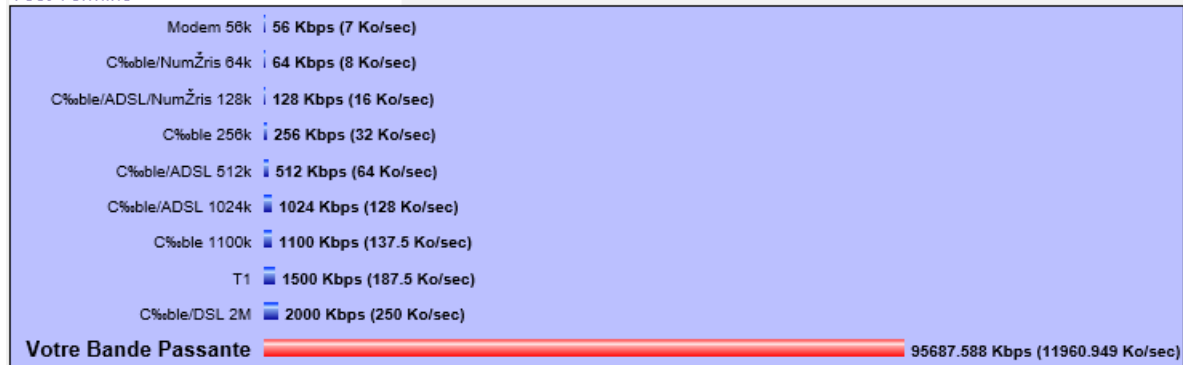 Modem 56k 56 Kbps (7 Ko/sec)
C‰ble/NumŽris 64k 64 Kbps (8 Ko/sec)
C‰ble/ADSL/NumŽris 128k 128 Kbps (16 Ko/sec)
C‰ble 256k 256 Kbps (32 Ko/sec)
C‰ble/ADSL 512k 512 Kbps (64 Ko/sec)
C‰ble/ADSL 1024k 1024 Kbps (128 Ko/sec)
C‰ble 1100k 1100 Kbps (137.5 Ko/sec)
T1 1500 Kbps (187.5 Ko/sec)
C‰ble/DSL 2M 2000 Kbps (250 Ko/sec)
Votre Bande Passante 95687.588 Kbps (11960.949 Ko/sec)